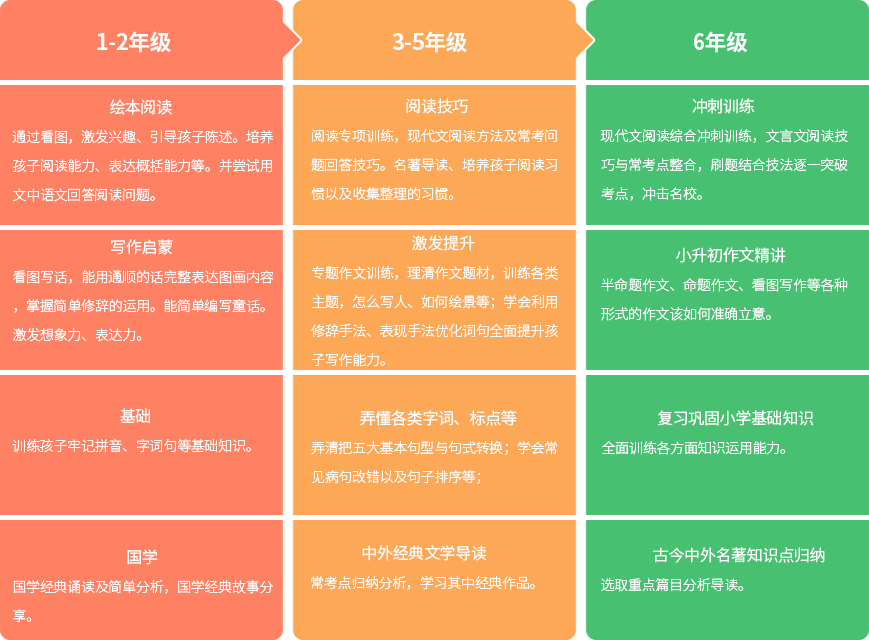 1-2年级
绘本阅读
通过看图，激发兴趣、引导孩子陈述。培养
孩子阅读能力、表达概括能力等。并尝试用
文中语文回答阅读问题。
写作启蒙
看图写话，能用通顺的话完整表达图画内容
，掌握简单修辞的运用。能简单编写童话。
激发想象力、表达力。
基础
训练孩子牢记拼音、字词句等基础知识。
国学
国学经典诵读及简单分析，国学经典故事分
享。
3-5年级
阅读技巧
阅读专项训练，现代文阅读方法及常考问
题回答技巧。名著导读、培养孩子阅读习
惯以及收集整理的习惯。
激发提升
专题作文训练，理清作文题材，训练各类
主题，怎么写人、如何绘景等；学会利用
修辞手法、表现手法优化词句全面提升孩
子写作能力。
弄懂各类字词、标点等
弄清把五大基本句型与句式转换；学会常
见病句改错以及句子排序等；
中外经典文学导读
常考点归纳分析，学习其中经典作品。
6年级
冲刺训练
现代文阅读综合冲刺训练，文言文阅读技
巧与常考点整合，刷题结合技法逐一突破
考点，冲击名校。
小升初作文精讲
半命题作文、命题作文、看图写作等各种
形式的作文该如何准确立意。
复习巩固小学基础知识
全面训练各方面知识运用能力。
古今中外名著知识点归纳
选取重点篇目分析导读。